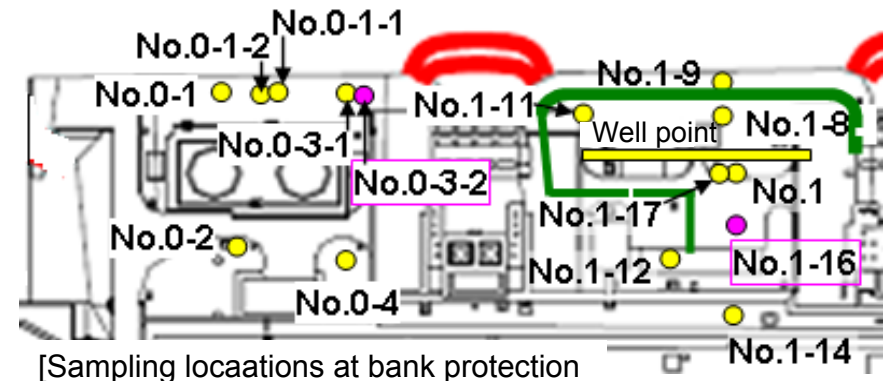 No.0-1-1
No.0-1-2
No.0-1
No.1-9
No.1-11
Well point
No.1-8
No.0-3-1
No.0-3-2
No.1
No.1-17
No.0-2
No.1-12
No.1-16
No.0-4
No.1-14
[Sampling locaations at bank protection